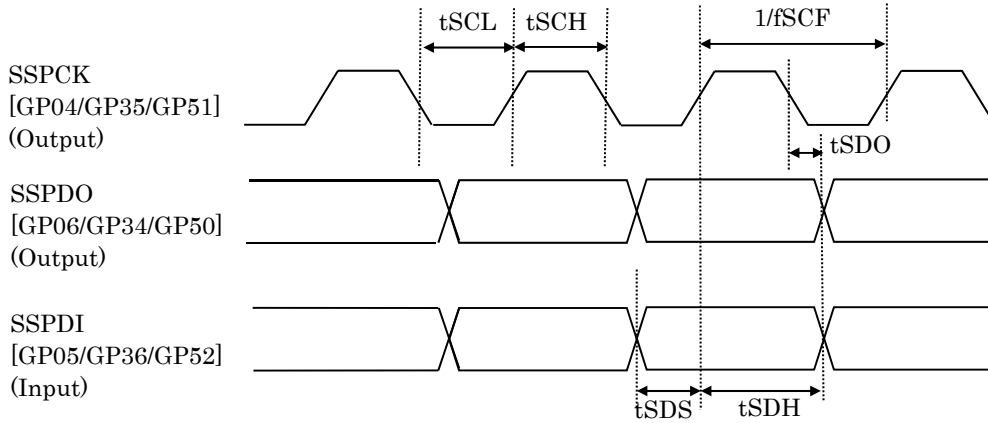 tSCL
tSCH
1/fSCF
SSPCK
[GP04/GP35/GP51]
(Output)
tSDO
SSPDO
[GP06/GP34/GP50]
(Output)
SSPDI
[GP05/GP36/GP52]
(Input)
tSDS
tSDH